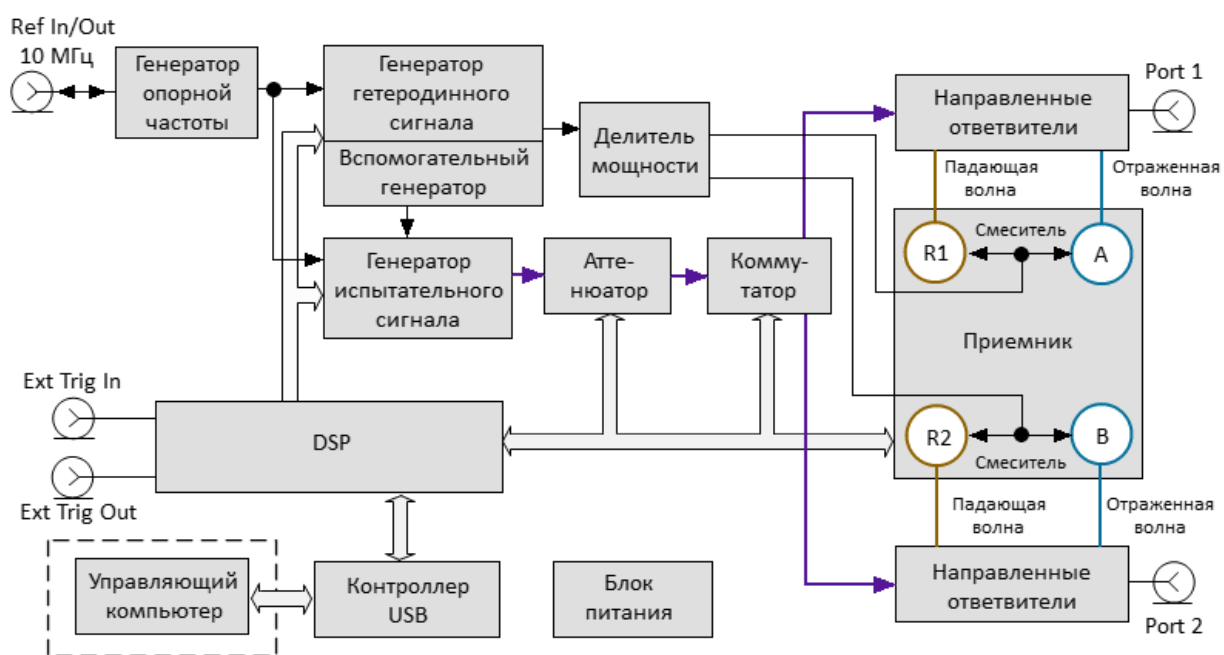 Ref In/Out
10 МГц
Генератор
опорной
частоты
Генератор
гетеродинного
сигнала
Вспомогательный
генератор
Делитель
мощности
Направленные
ответвители
Port 1
Падающая
волна
Отраженная
волна
Генератор
испытательного
сигнала
Атте-
нюатор
Комму-
татор
R1
Смеситель
A
Приемник
Ext Trig In
DSP
Ext Trig Out
R2
Смеситель
B
Падающая
волна
Отраженная
волна
Управляющий
компьютер
Контроллер
USB
Блок
питания
Направленные
ответвители
Port 2